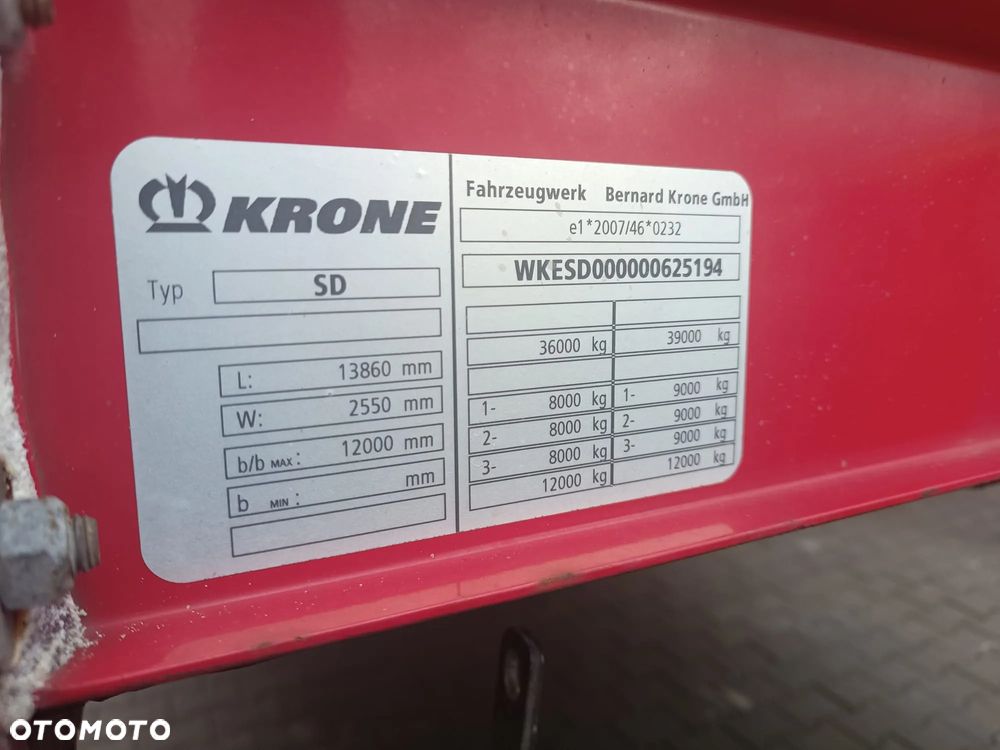 KRONE
Typ SD
L: 13860 mm
W: 2550 mm
b/b MAX: 12000 mm
b MIN: mm
Fahrzeugwerk Bernard Krone GmbH
e1*2007/46*0232
WKESD000000625194
36000 kg 39000 kg
1- 8000 kg 1- 9000 kg
2- 8000 kg 2- 9000 kg
3- 8000 kg 3- 9000 kg
12000 kg 12000 kg
OTOMOTO